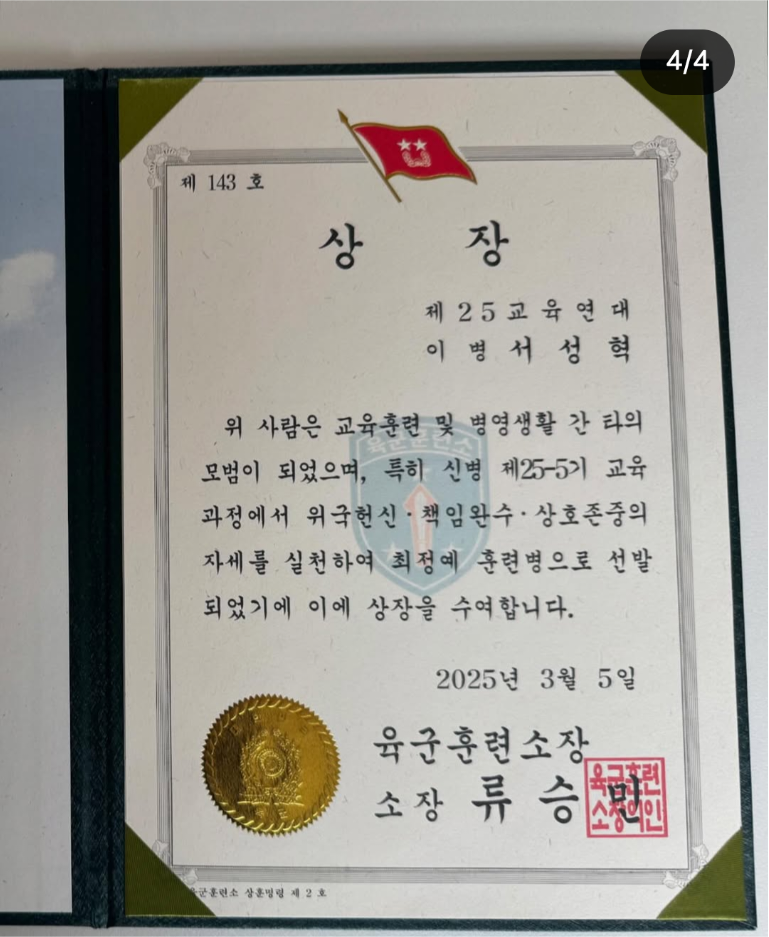 4/4
제 143 호
상 장
제 25 교 육 연 대
이 병 서 성 혁
위 사람은 교육훈련 및 병영생활 간 타의
모범이 되었으며, 특히 신병 제25-5기 교육
과정에서 위국헌신·책임완수·상호존중의
자세를 실천하여 최정예 훈련병으로 선발
되었기에 이에 상장을 수여합니다.
육군훈련소
2025년 3월 5일
육군훈련소장
소장 류 승 민
육군훈련
소장의인
육군훈련소 상훈명령 제 2 호